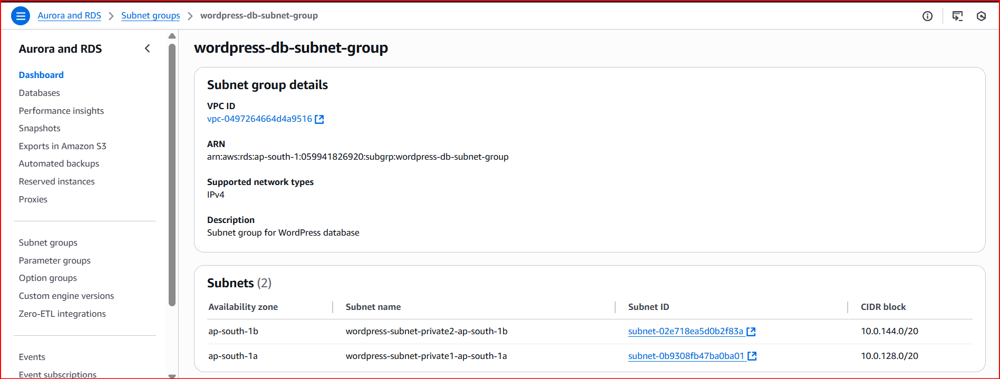 Aurora and RDS > Subnet groups > wordpress-db-subnet-group
Aurora and RDS
Dashboard
Databases
Performance insights
Snapshots
Exports in Amazon S3
Automated backups
Reserved instances
Proxies
Subnet groups
Parameter groups
Option groups
Custom engine versions
Zero-ETL integrations
Events
Event subscriptions
wordpress-db-subnet-group
Subnet group details
VPC ID
vpc-0497264664d4a9516
ARN
arn:aws:rds:ap-south-1:059941826920:subgrp:wordpress-db-subnet-group
Supported network types
IPv4
Description
Subnet group for WordPress database
Subnets (2)
Availability zone Subnet name Subnet ID CIDR block
ap-south-1b wordpress-subnet-private2-ap-south-1b subnet-02e718ea5d0b2f83a 10.0.144.0/20
ap-south-1a wordpress-subnet-private1-ap-south-1a subnet-0b9308fb47ba0ba01 10.0.128.0/20